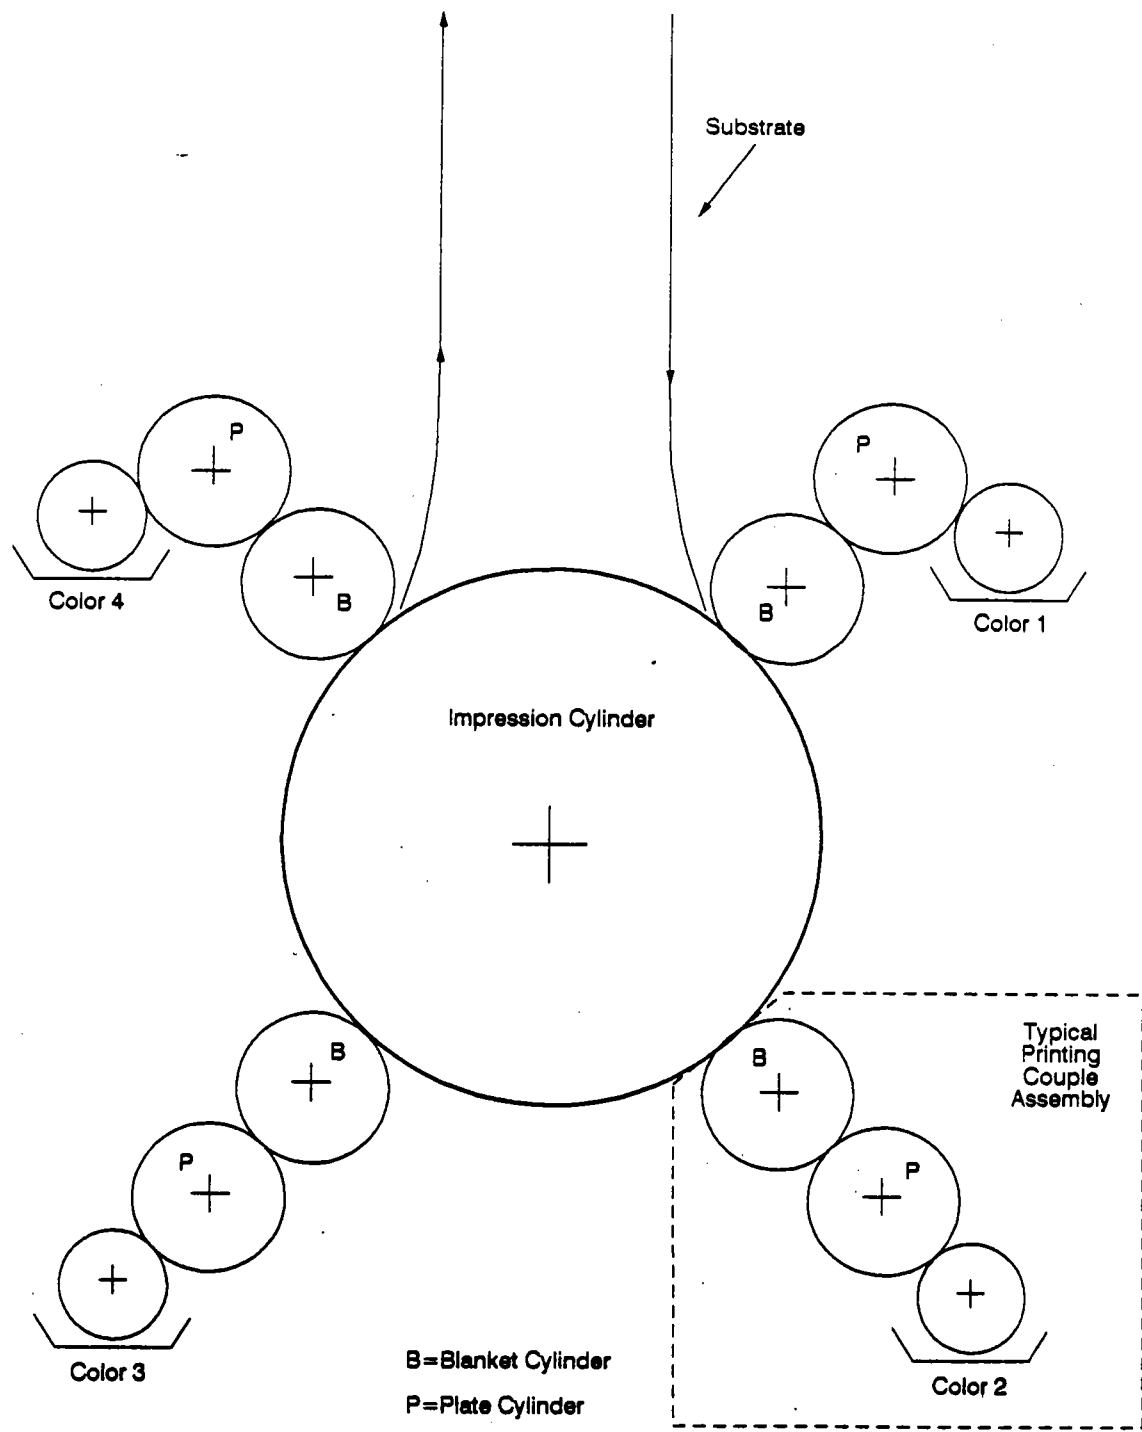 Substrate
P
P
B
B
Color 4
Color 1
Impression Cylinder
B
B
Typical
Printing
Couple
Assembly
P
P
Color 3
Color 2
B=Blanket Cylinder
P=Plate Cylinder